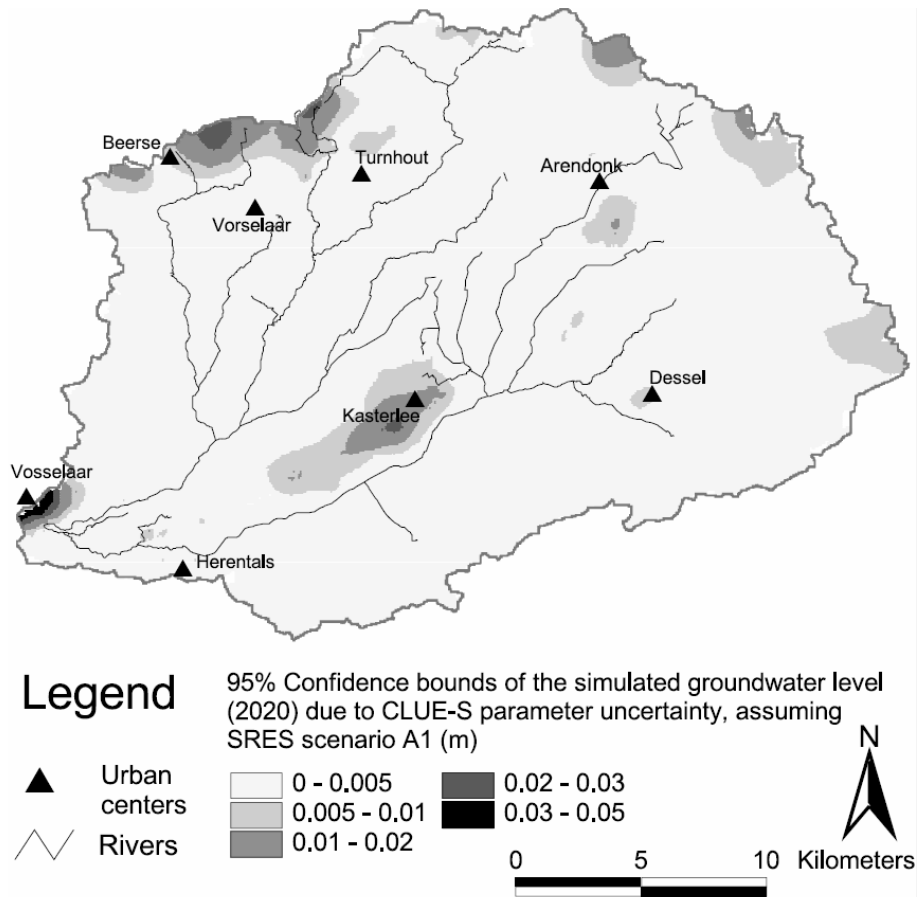 Beerse
Turnhout
Arendonk
Vorselaar
Dessel
Kasterlee
Vosselaar
Herentals
Legend
95% Confidence bounds of the simulated groundwater level
(2020) due to CLUE-S parameter uncertainty, assuming
SRES scenario A1 (m)
N
Urban
centers
Rivers
0 - 0.005
0.005 - 0.01
0.01 - 0.02
0.02 - 0.03
0.03 - 0.05
0 5 10 Kilometers